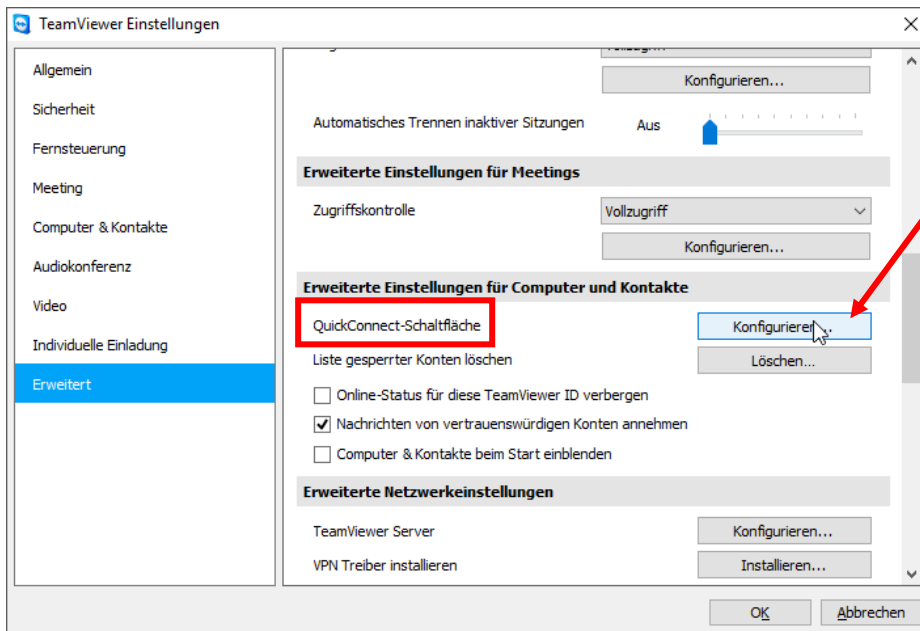 TeamViewer Einstellungen
Allgemein
Sicherheit
Fernsteuerung
Meeting
Computer & Kontakte
Audiokonferenz
Video
Individuelle Einladung
Erweitert
Konfigurieren...
Automatisches Trennen inaktiver Sitzungen Aus
Erweiterte Einstellungen für Meetings
Zugriffskontrolle Vollzugriff
Konfigurieren...
Erweiterte Einstellungen für Computer und Kontakte
QuickConnect-Schaltfläche Konfigurieren...
Liste gesperrter Konten löschen Löschen...
Online-Status für diese TeamViewer ID verbergen
Nachrichten von vertrauenswürdigen Konten annehmen
Computer & Kontakte beim Start einblenden
Erweiterte Netzwerkeinstellungen
TeamViewer Server Konfigurieren...
VPN Treiber installieren Installieren...
OK Abbrechen